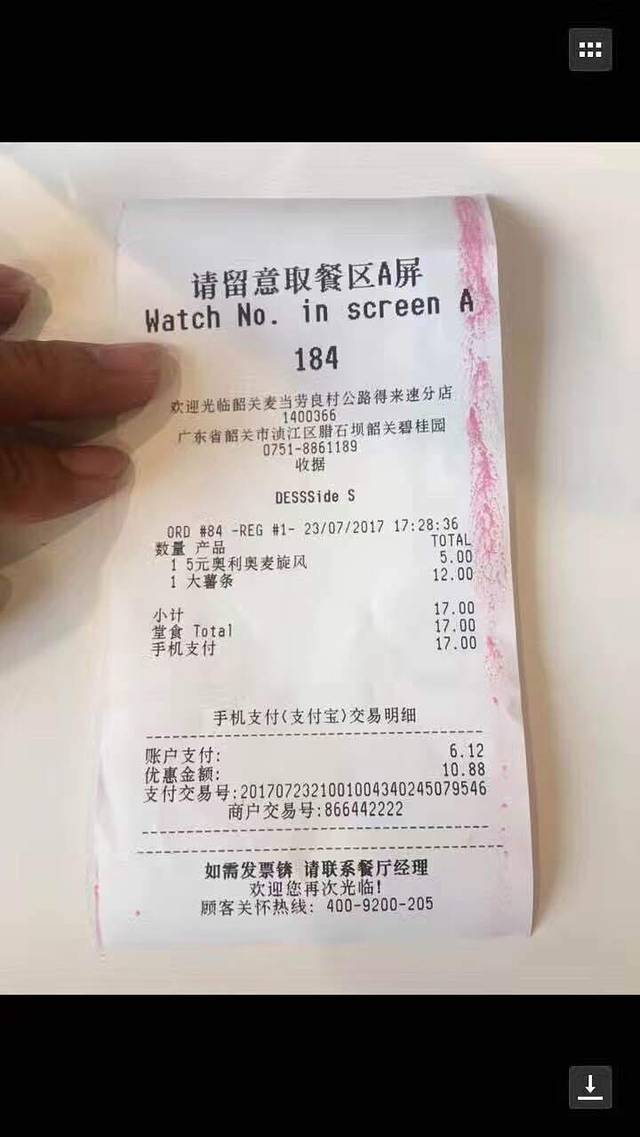 请留意取餐区A屏
Watch No. in screen A
184
欢迎光临韶关麦当劳良村公路得来速分店
1400366
广东省韶关市浈江区腊石坝韶关碧桂园
0751-8861189
收据
DESSSide S
ORD #84 -REG #1- 23/07/2017 17:28:36
数量 产品 TOTAL
1 5元奥利奥麦旋风 5.00
1 大薯条 12.00
小计 17.00
堂食 Total 17.00
手机支付 17.00
手机支付(支付宝)交易明细
账户支付: 6.12
优惠金额: 10.88
支付交易号:2017072321001004340245079546
商户交易号:866442222
如需发票 请联系餐厅经理
欢迎您再次光临!
顾客关怀热线: 400-9200-205